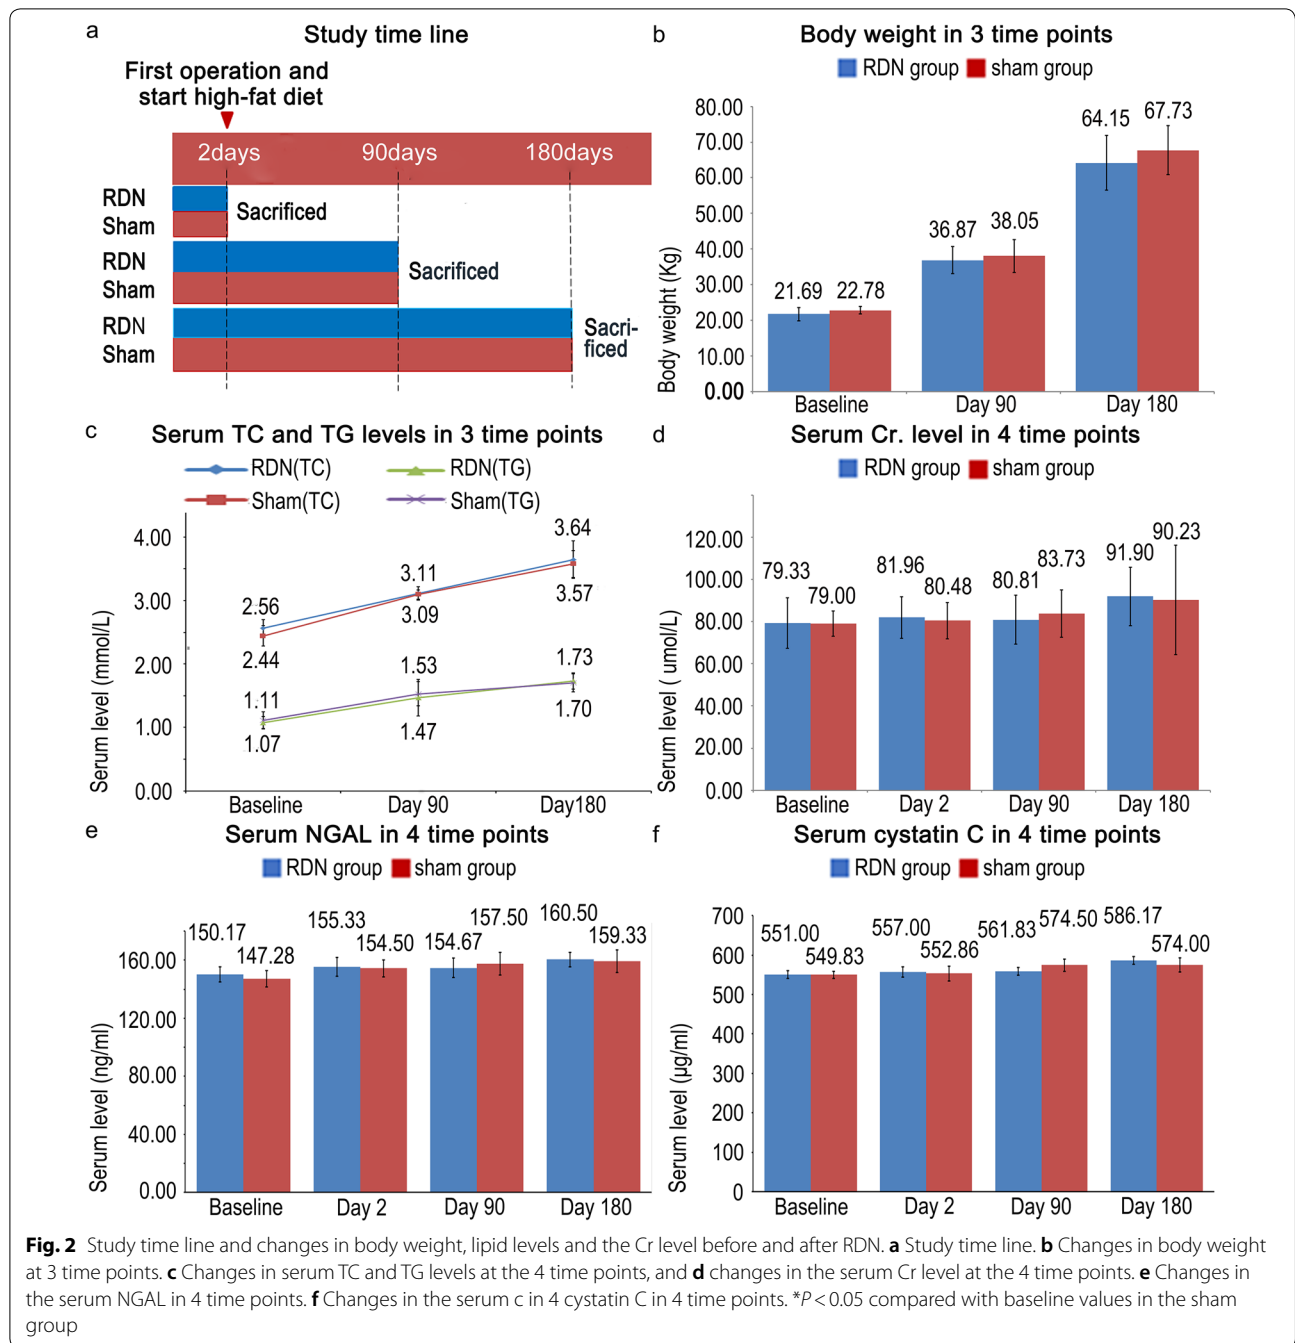 a
Study time line
First operation and
start high-fat diet
2days 90days 180days
RDN
Sham
Sacrificed
RDN
Sham
Sacrificed
RDN
Sham
Sacri-
ficed
b
Body weight in 3 time points
RDN group sham group
Body weight (Kg)
80.00
70.00
60.00
50.00
40.00
30.00
20.00
10.00
0.00
21.69 22.78
36.87 38.05
64.15 67.73
Baseline Day 90 Day 180
c
Serum TC and TG levels in 3 time points
RDN(TC) RDN(TG)
Sham(TC) Sham(TG)
Serum level (mmol/L)
4.00
3.00
2.00
1.00
0.00
2.56 3.11 3.64
2.44 3.09 3.57
1.11 1.53 1.73
1.07 1.47 1.70
Baseline Day 90 Day180
d
Serum Cr. level in 4 time points
RDN group sham group
Serum level ( umol/L)
120.00
100.00
80.00
60.00
40.00
20.00
0.00
79.33 79.00
81.96 80.48
80.81 83.73
91.90 90.23
Baseline Day 2 Day 90 Day 180
e
Serum NGAL in 4 time points
RDN group sham group
Serum level (ng/ml)
160.00
120.00
80.00
40.00
0.00
150.17 147.28
155.33 154.50
154.67 157.50
160.50 159.33
Baseline Day 2 Day 90 Day 180
f
Serum cystatin C in 4 time points
RDN group sham group
Serum level (µg/ml)
700
600
500
400
300
200
100
0
551.00 549.83
557.00 552.86
561.83 574.50
586.17 574.00
Baseline Day 2 Day 90 Day 180
Fig. 2 Study time line and changes in body weight, lipid levels and the Cr level before and after RDN. a Study time line. b Changes in body weight
at 3 time points. c Changes in serum TC and TG levels at the 4 time points, and d changes in the serum Cr level at the 4 time points. e Changes in
the serum NGAL in 4 time points. f Changes in the serum c in 4 cystatin C in 4 time points. *P < 0.05 compared with baseline values in the sham
group